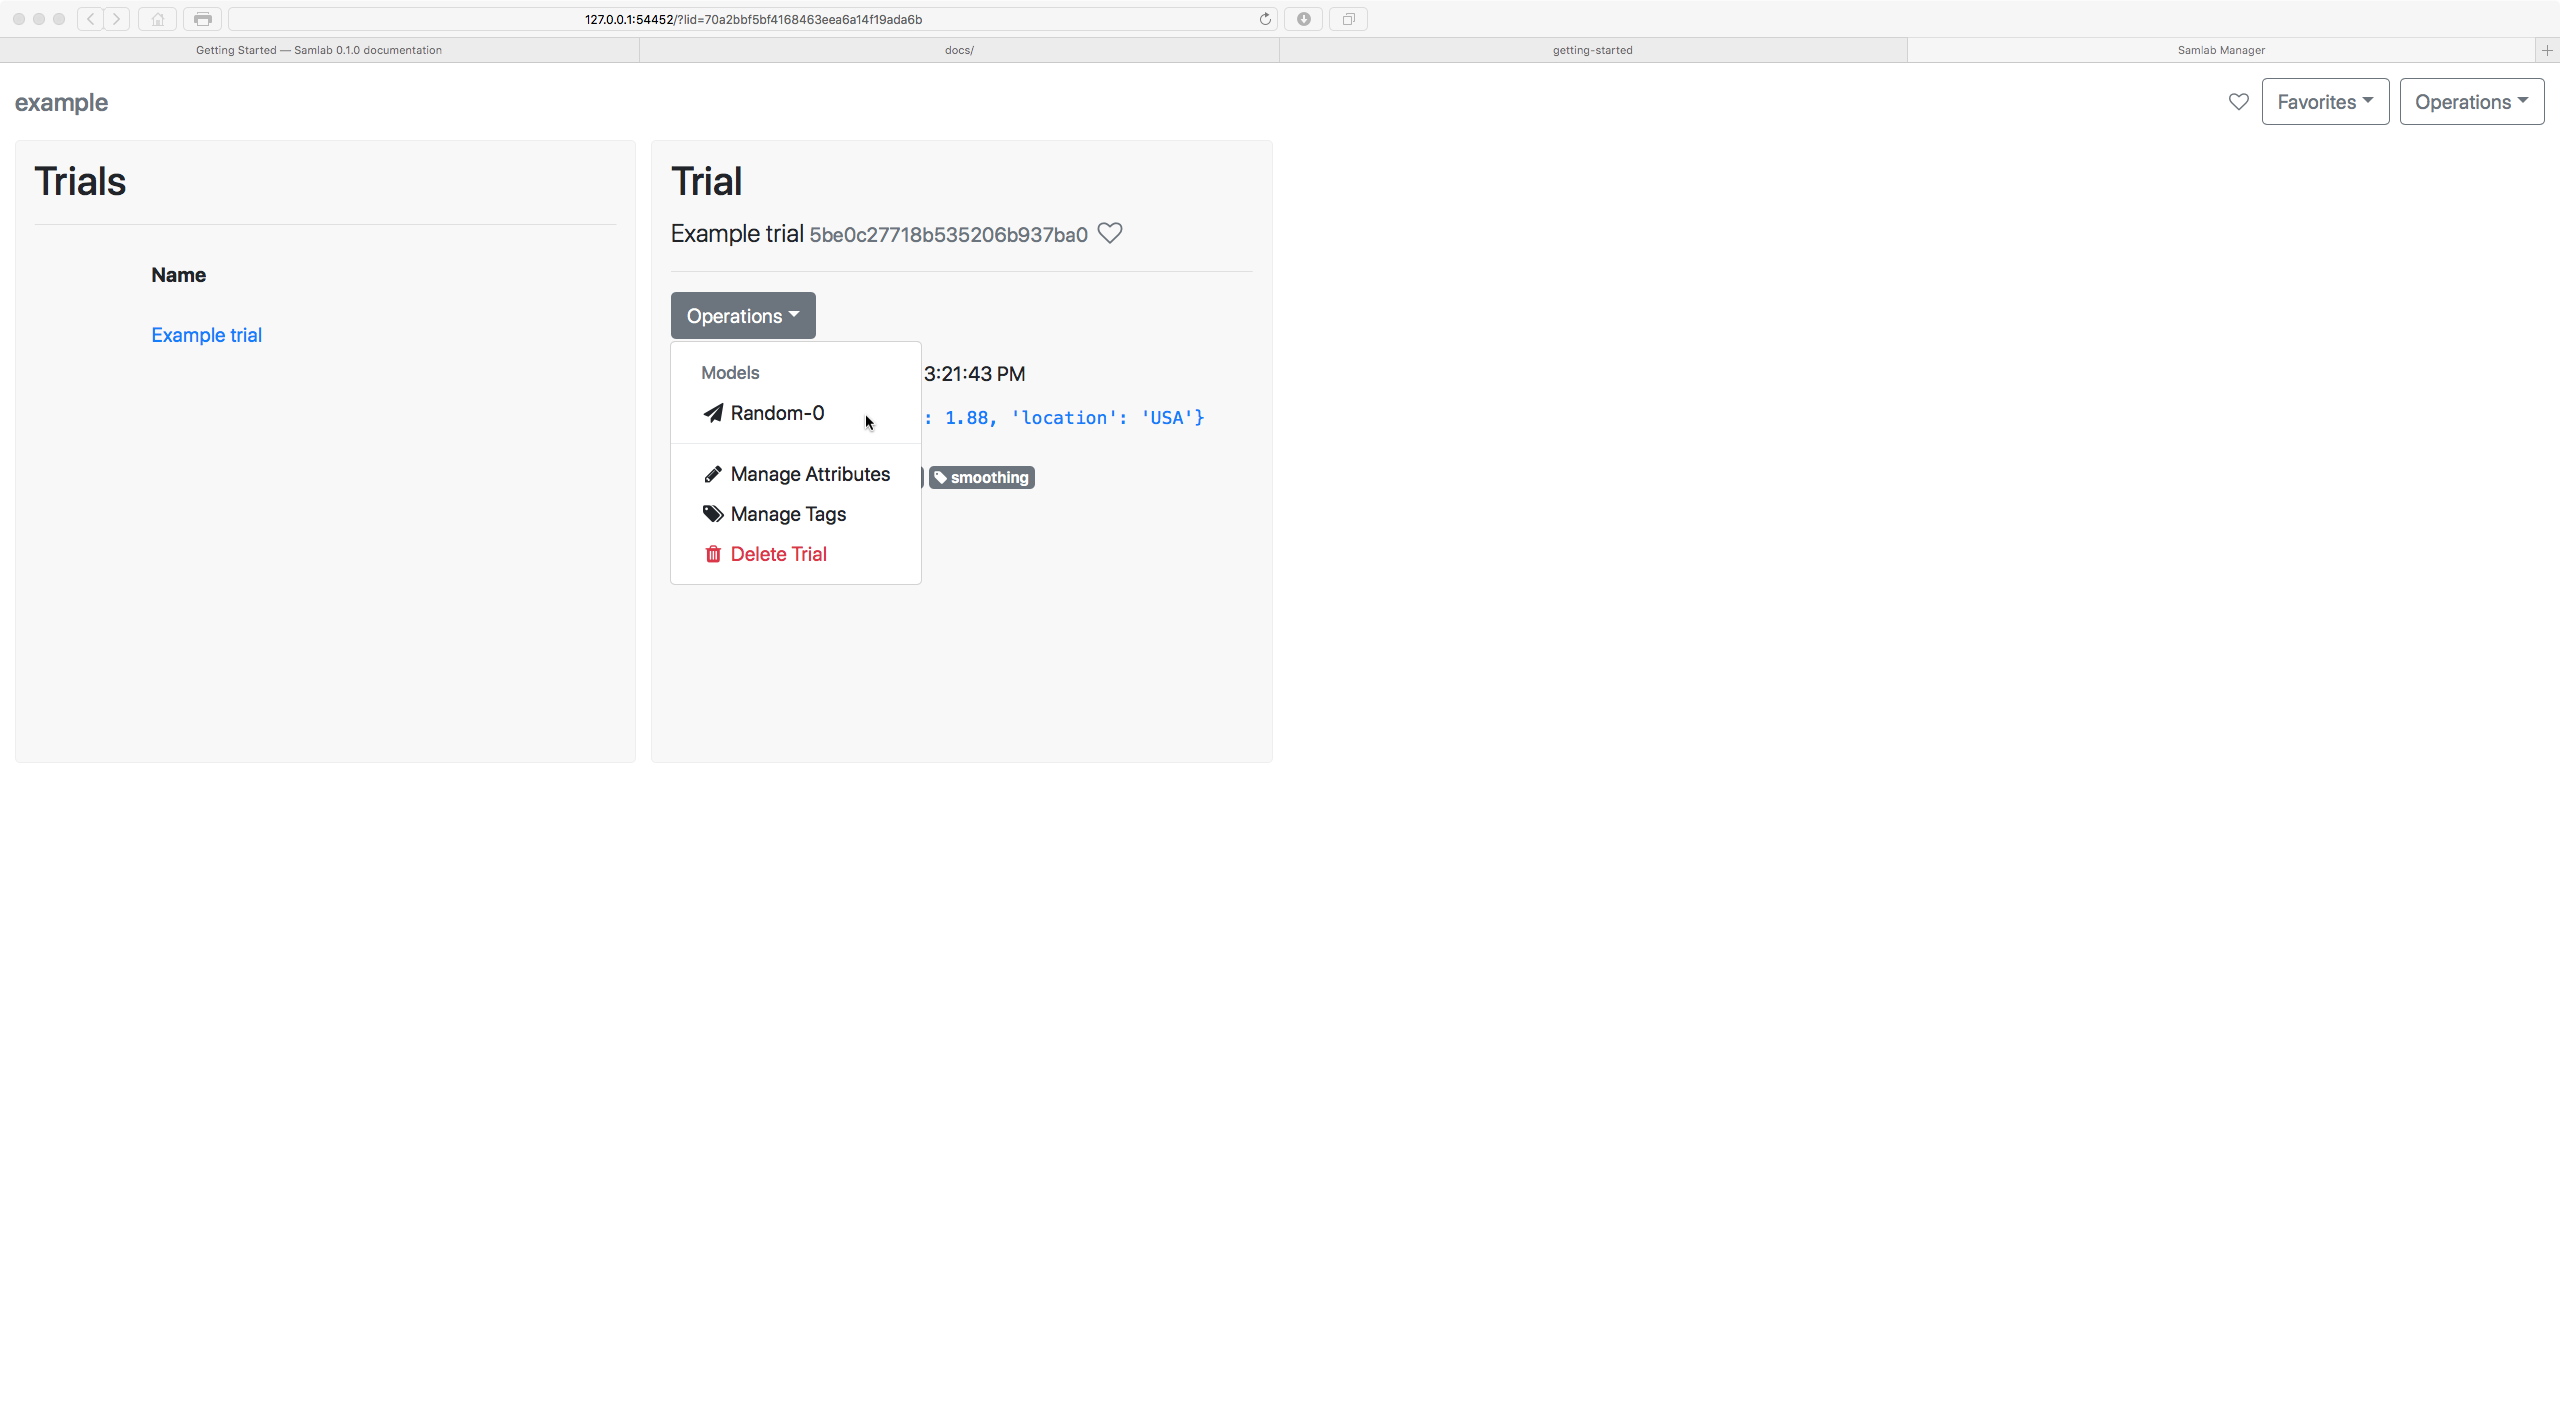 127.0.0.1:54452/?lid=70a2bbf5bf4168463eea6a14f19ada6b
Getting Started — Samlab 0.1.0 documentation
docs/
getting-started
Samlab Manager
example
Favorites
Operations
Trials
Name
Example trial
Trial
Example trial 5be0c27718b535206b937ba0
Operations
Models
3:21:43 PM
Random-0
: 1.88, 'location': 'USA'}
Manage Attributes
smoothing
Manage Tags
Delete Trial